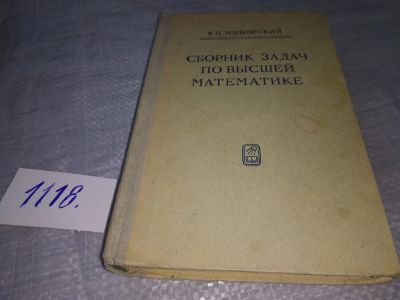 В. П. МИНОРСКИЙ
СБОРНИК ЗАДАЧ
ПО ВЫСШЕЙ
МАТЕМАТИКЕ
1118.